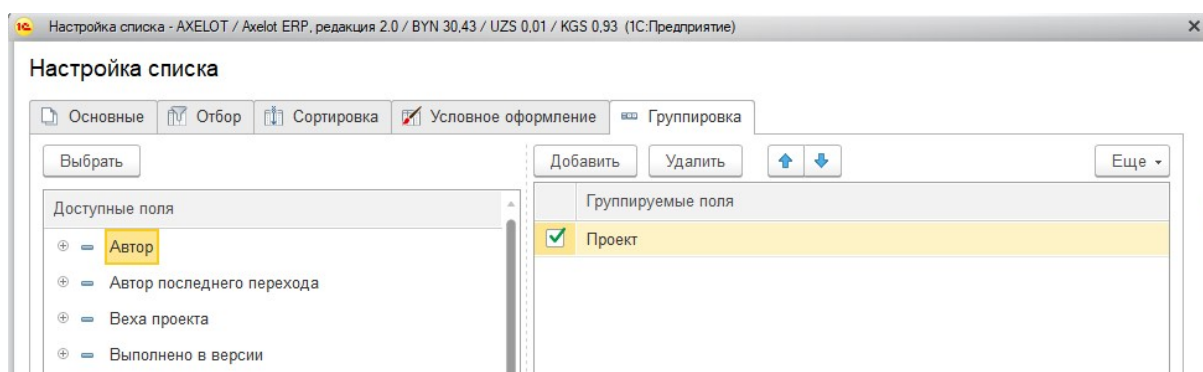 Настройка списка - AXELOT / Axelot ERP, редакция 2.0 / BYN 30,43 / UZS 0,01 / KGS 0,93 (1С:Предприятие)
Настройка списка
Основные Отбор Сортировка Условное оформление Группировка
Выбрать Добавить Удалить Еще
Доступные поля Группируемые поля
Автор Проект
Автор последнего перехода
Веха проекта
Выполнено в версии